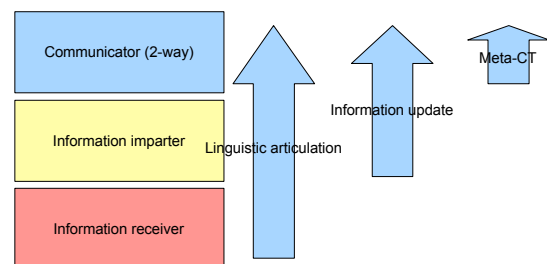 Communicator (2-way)
Meta-CT
Information update
Information imparter
Linguistic articulation
Information receiver